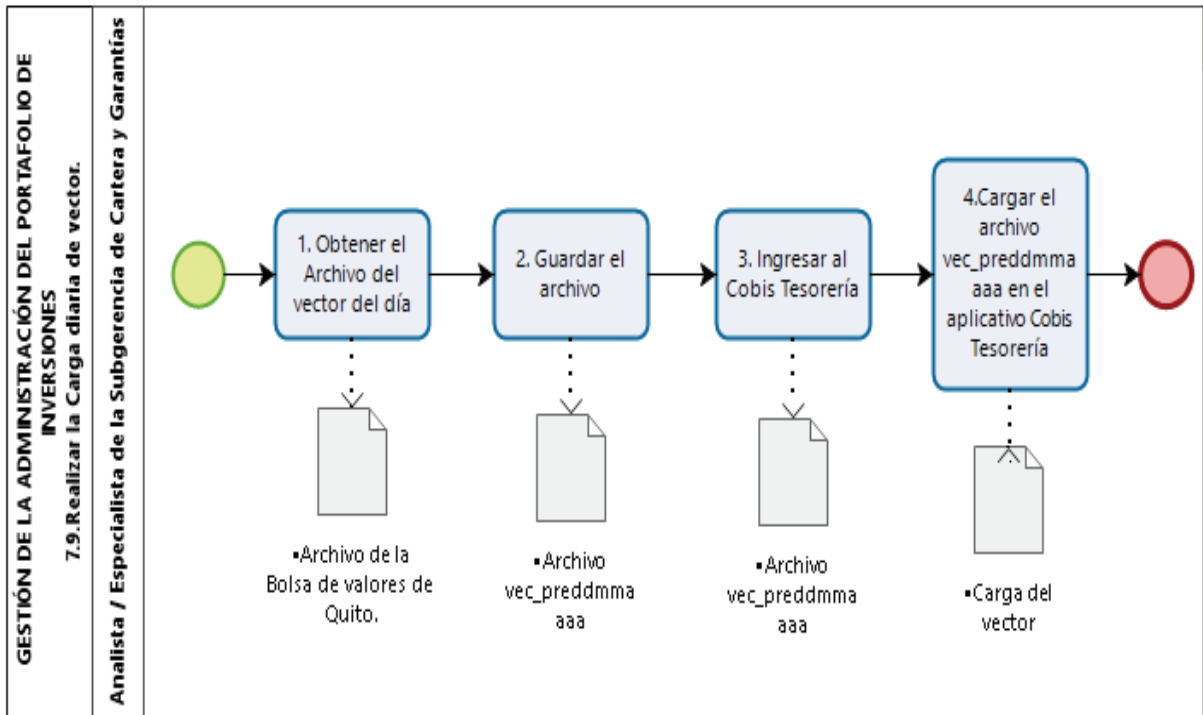 GESTIÓN DE LA ADMINISTRACIÓN DEL PORTAFOLIO DE
INVERSIONES
7.9.Realizar la Carga diaria de vector.
Analista / Especialista de la Subgerencia de Cartera y Garantías
1. Obtener el
Archivo del
vector del día
2. Guardar el
archivo
3. Ingresar al
Cobis Tesorería
4.Cargar el
archivo
vec_preddmma
aaa en el
aplicativo Cobis
Tesorería
▪Archivo de la
Bolsa de valores de
Quito.
▪Archivo
vec_preddmma
aaa
▪Archivo
vec_preddmma
aaa
▪Carga del
vector